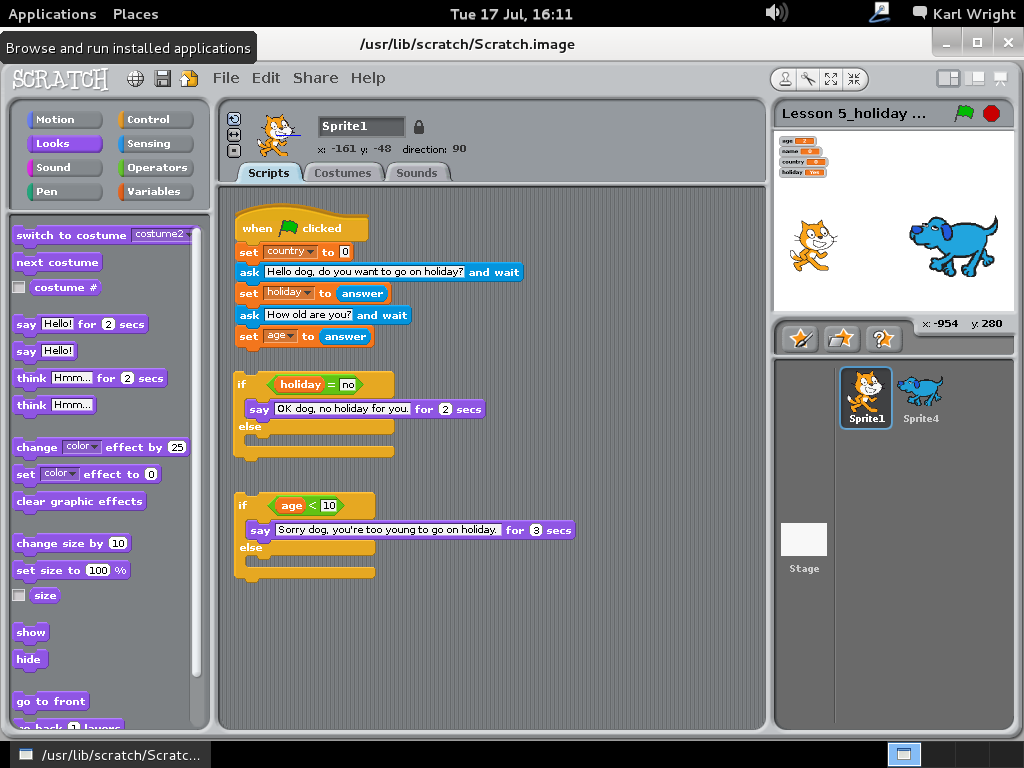 Applications Places Tue 17 Jul, 16:11 Karl Wright
Browse and run installed applications
/usr/lib/scratch/Scratch.image
SCRATCH File Edit Share Help
Motion Control
Looks Sensing
Sound Operators
Pen Variables
switch to costume costume2
next costume
costume #
say Hello! for 2 secs
say Hello!
think Hmm... for 2 secs
think Hmm...
change color effect by 25
set color effect to 0
clear graphic effects
change size by 10
set size to 100 %
size
show
hide
go to front
go back 1 layers
Sprite1
x: -161 y: -48 direction: 90
Scripts Costumes Sounds
when clicked
set country to 0
ask Hello dog, do you want to go on holiday? and wait
set holiday to answer
ask How old are you? and wait
set age to answer
if holiday = no
say OK dog, no holiday for you. for 2 secs
else
if age < 10
say Sorry dog, you're too young to go on holiday. for 3 secs
else
Lesson 5_holiday ...
age
name
country
holiday Yes
x: -954 y: 280
Sprite1 Sprite4
Stage
/usr/lib/scratch/Scratc...